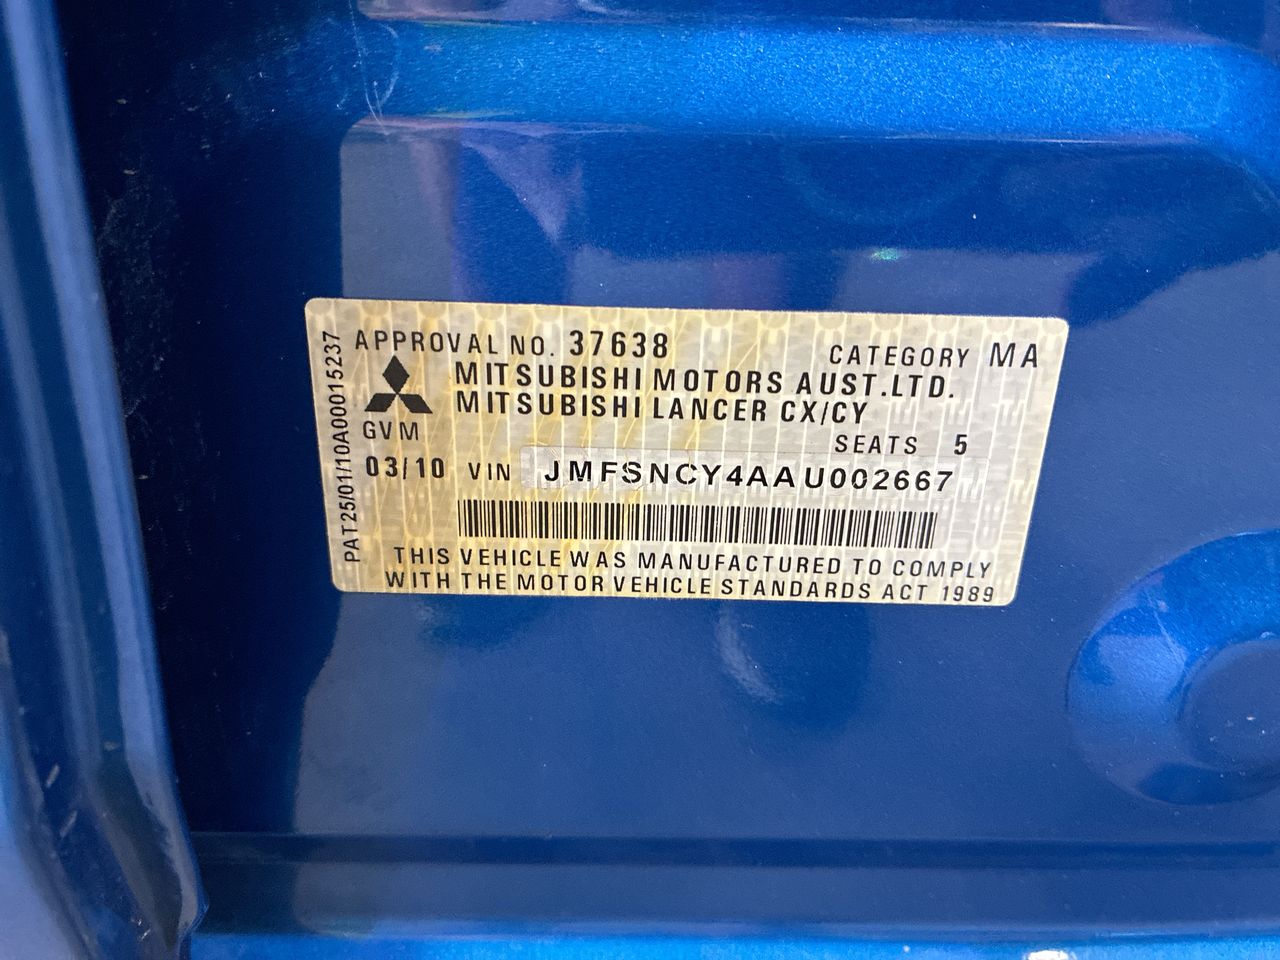 APPROVAL NO. 37638 CATEGORY MA
MITSUBISHI MOTORS AUST.LTD.
MITSUBISHI LANCER CX/CY
GVM SEATS 5
03/10 VIN JMFSNCY4AAU002667
THIS VEHICLE WAS MANUFACTURED TO COMPLY
WITH THE MOTOR VEHICLE STANDARDS ACT 1989
PAT25/01/10A00015237